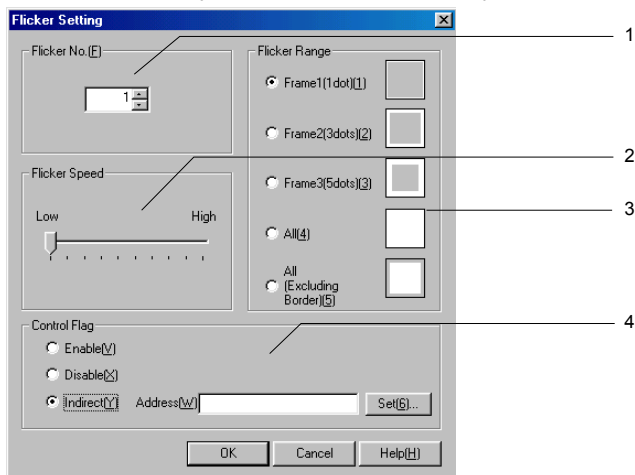 Flicker Setting
Flicker No.(F)
1
Flicker Speed
Low High
Flicker Range
Frame1(1dot)(1)
Frame2(3dots)(2)
Frame3(5dots)(3)
All(4)
All
(Excluding
Border)(5)
Control Flag
Enable(V)
Disable(X)
Indirect(Y) Address(W) Set(6)...
OK Cancel Help(H)
1
2
3
4